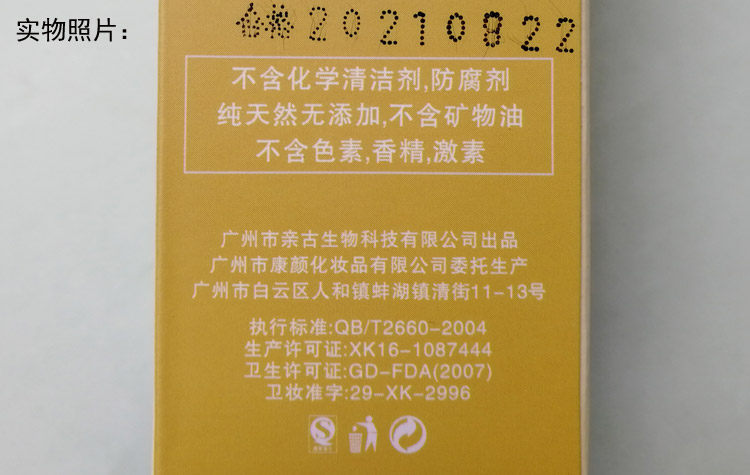 实物照片：
合格 20210822
不含化学清洁剂,防腐剂
纯天然无添加,不含矿物油
不含色素,香精,激素
广州市亲古生物科技有限公司出品
广州市康颜化妆品有限公司委托生产
广州市白云区人和镇蚌湖镇清街11-13号
执行标准:QB/T2660-2004
生产许可证:XK16-1087444
卫生许可证:GD-FDA(2007)
卫妆准字:29-XK-2996